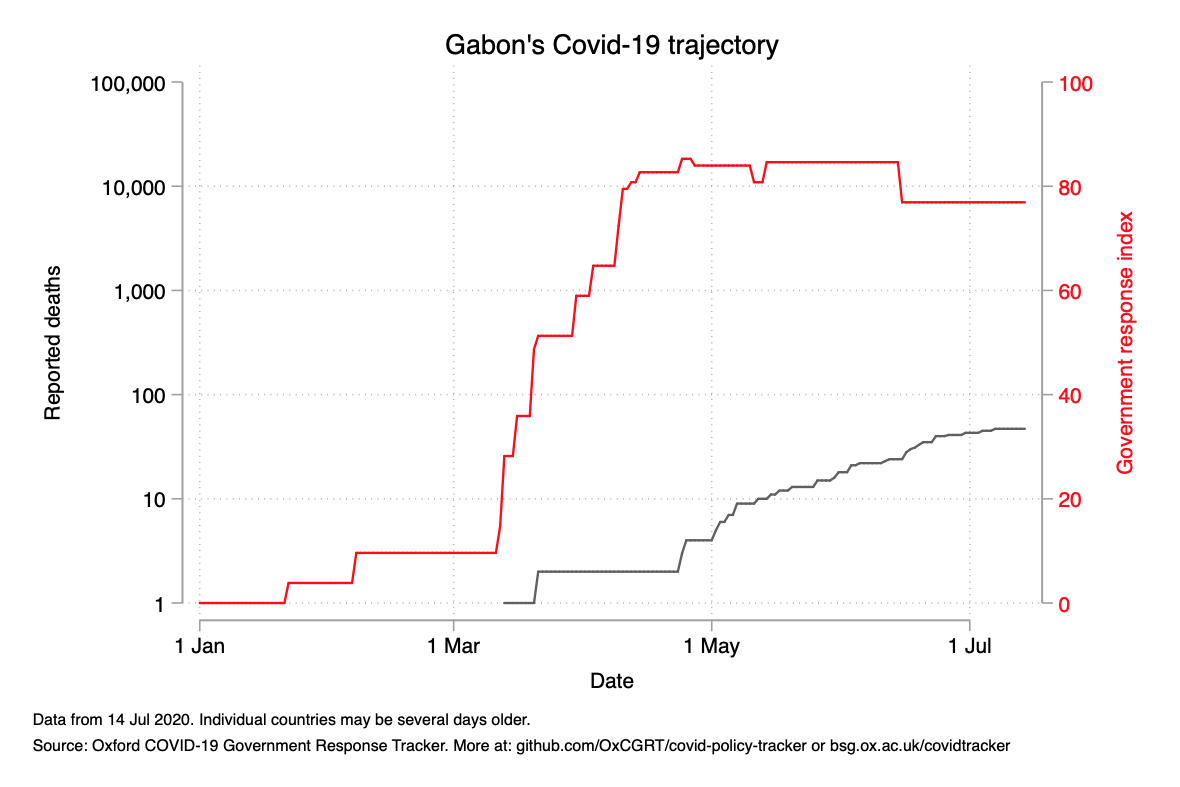 Gabon's Covid-19 trajectory
100,000
10,000
1,000
100
10
1
Reported deaths
100
80
60
40
20
0
Government response index
1 Jan
1 Mar
1 May
1 Jul
Date
Data from 14 Jul 2020. Individual countries may be several days older.
Source: Oxford COVID-19 Government Response Tracker. More at: github.com/OxCGRT/covid-policy-tracker or bsg.ox.ac.uk/covidtracker